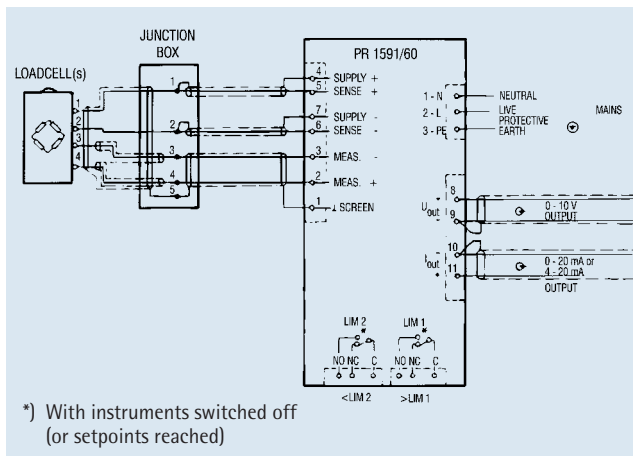 JUNCTION
BOX
LOADCELL(s)
1
2
3
4
1
2
3
4
5
PR 1591/60
4 SUPPLY +
5 SENSE +
7 SUPPLY -
6 SENSE -
3 MEAS. -
2 MEAS. +
1 ⊥ SCREEN
1 - N NEUTRAL
2 - L LIVE
3 - PE PROTECTIVE
EARTH
MAINS
8
Uout
9
0 - 10 V
OUTPUT
10
Iout
11
0 - 20 mA or
4 - 20 mA
OUTPUT
LIM 2
*
NO NC C
<LIM 2
LIM 1
*
NO NC C
>LIM 1
*) With instruments switched off
(or setpoints reached)